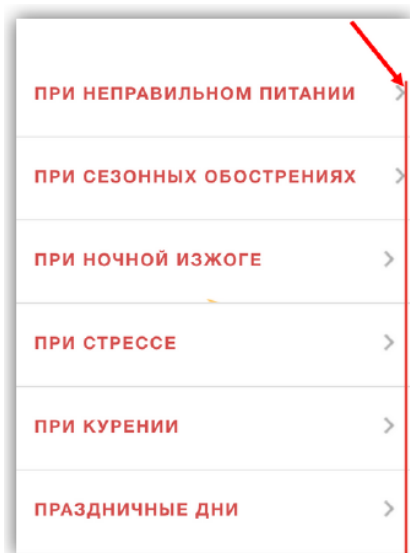 ПРИ НЕПРАВИЛЬНОМ ПИТАНИИ
ПРИ СЕЗОННЫХ ОБОСТРЕНИЯХ
ПРИ НОЧНОЙ ИЗЖОГЕ
ПРИ СТРЕССЕ
ПРИ КУРЕНИИ
ПРАЗДНИЧНЫЕ ДНИ